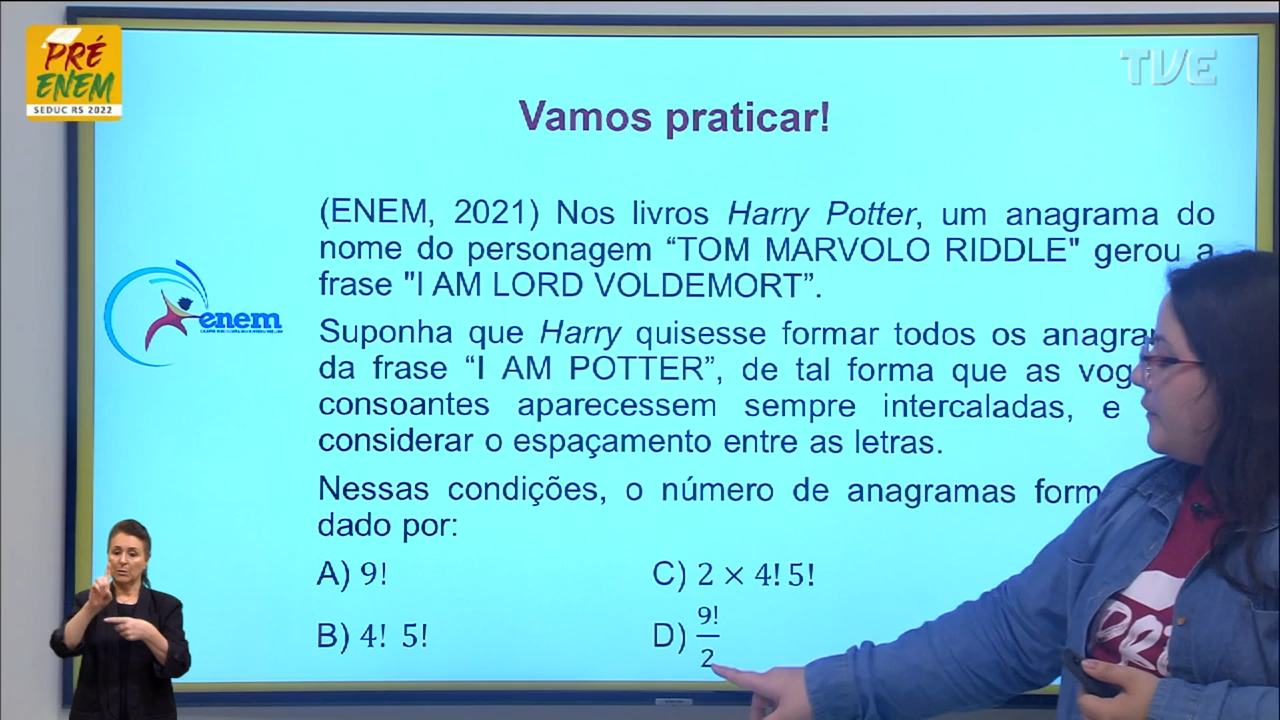 PRÉ
ENEM
SEDUC RS 2022
TVE
Vamos praticar!
(ENEM, 2021) Nos livros Harry Potter, um anagrama do
nome do personagem “TOM MARVOLO RIDDLE" gerou a
frase "I AM LORD VOLDEMORT”.
enem
Suponha que Harry quisesse formar todos os
da frase “I AM POTTER”, de tal forma que as
consoantes aparecessem sempre intercaladas, e
considerar o espaçamento entre as letras.
Nessas condições, o número de anagramas
dado por:
A) 9!
C) 2 × 4! 5!
B) 4! 5!
D) 9!/2